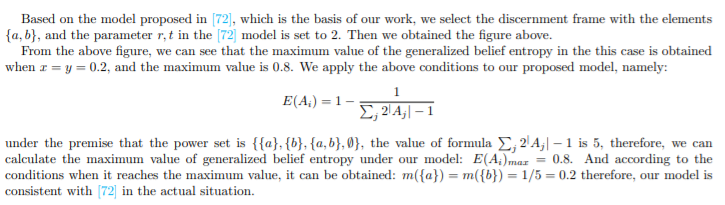 Based on the model proposed in [72], which is the basis of our work, we select the discernment frame with the elements
{a, b}, and the parameter r, t in the [72] model is set to 2. Then we obtained the figure above.
From the above figure, we can see that the maximum value of the generalized belief entropy in the this case is obtained
when x = y = 0.2, and the maximum value is 0.8. We apply the above conditions to our proposed model, namely:
E(A_i) = 1 − \frac{1}{\sum_j 2^|A_j| − 1}
under the premise that the power set is {{a}, {b}, {a, b}, ∅}, the value of formula \sum_j 2^|A_j| − 1 is 5, therefore, we can
calculate the maximum value of generalized belief entropy under our model: E(A_i)_{max} = 0.8. And according to the
conditions when it reaches the maximum value, it can be obtained: m({a}) = m({b}) = 1/5 = 0.2 therefore, our model is
consistent with [72] in the actual situation.